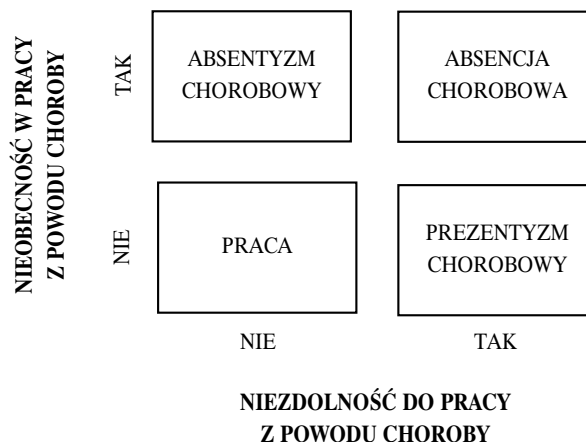 NIEOBECNOŚĆ W PRACY
Z POWODU CHOROBY
TAK
ABSENTYZM
CHOROBOWY
ABSENCJA
CHOROBOWA
NIE
PRACA
PREZENTYZM
CHOROBOWY
NIE
TAK
NIEZDOLNOŚĆ DO PRACY
Z POWODU CHOROBY